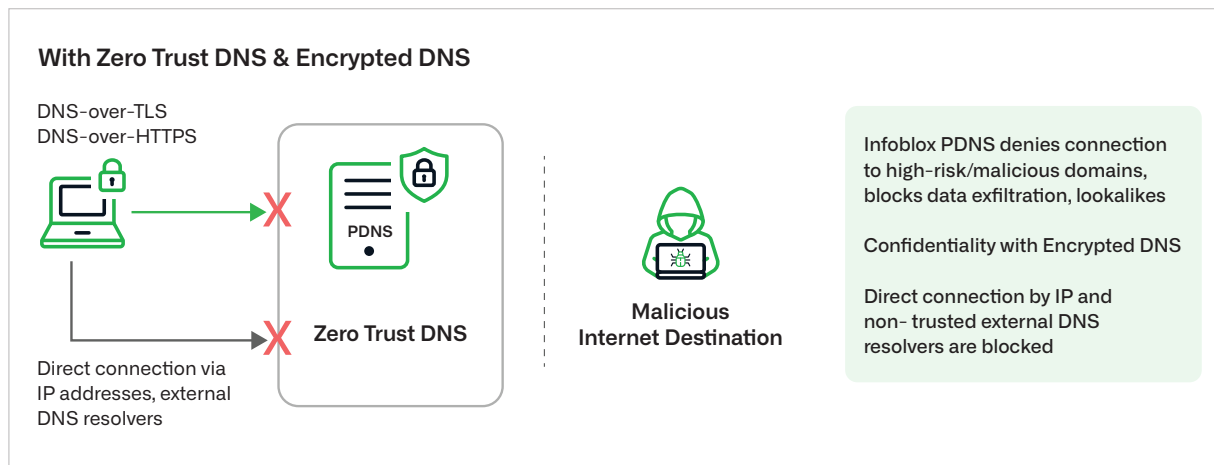 With Zero Trust DNS & Encrypted DNS
DNS-over-TLS
DNS-over-HTTPS
PDNS
Zero Trust DNS
Direct connection via
IP addresses, external
DNS resolvers
Malicious
Internet Destination
Infoblox PDNS denies connection
to high-risk/malicious domains,
blocks data exfiltration, lookalikes
Confidentiality with Encrypted DNS
Direct connection by IP and
non- trusted external DNS
resolvers are blocked